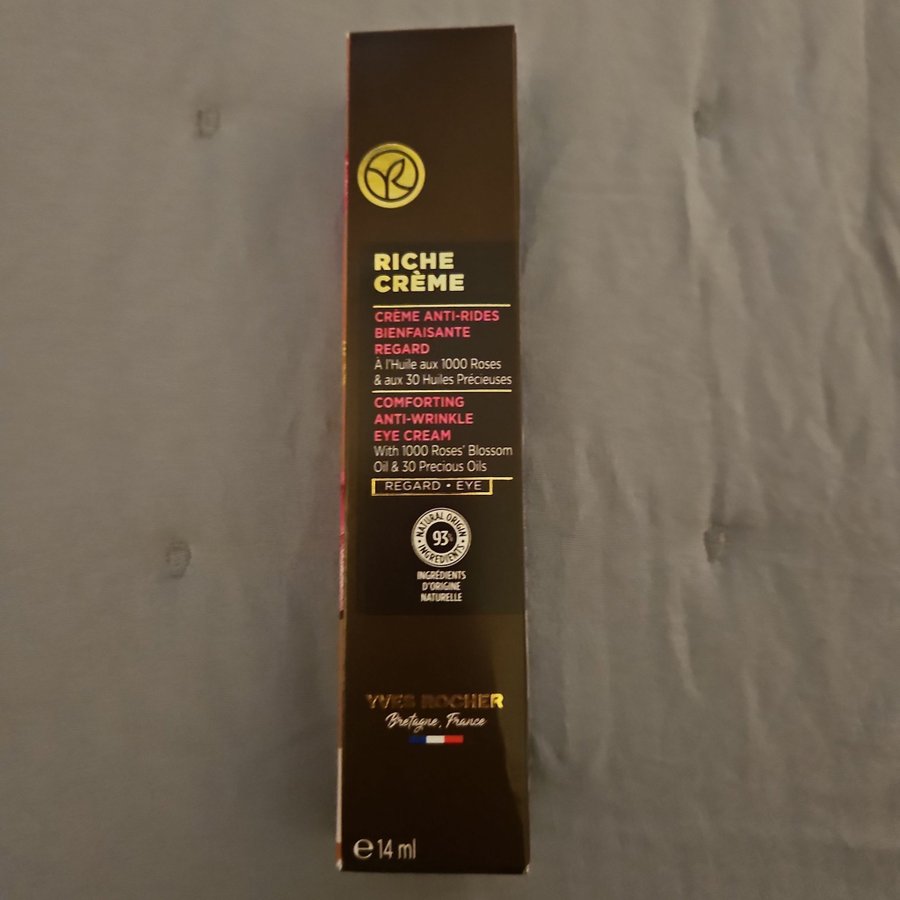 RICHE
CRÈME
CRÈME ANTI-RIDES
BIENFAISANTE
REGARD
À l'Huile aux 1000 Roses
& aux 30 Huiles Précieuses
COMFORTING
ANTI-WRINKLE
EYE CREAM
With 1000 Roses' Blossom
Oil & 30 Precious Oils
REGARD • EYE
NATURAL ORIGIN
93%
INGREDIENTS
INGRÉDIENTS
D'ORIGINE
NATURELLE
YVES ROCHER
Bretagne, France
℮ 14 ml